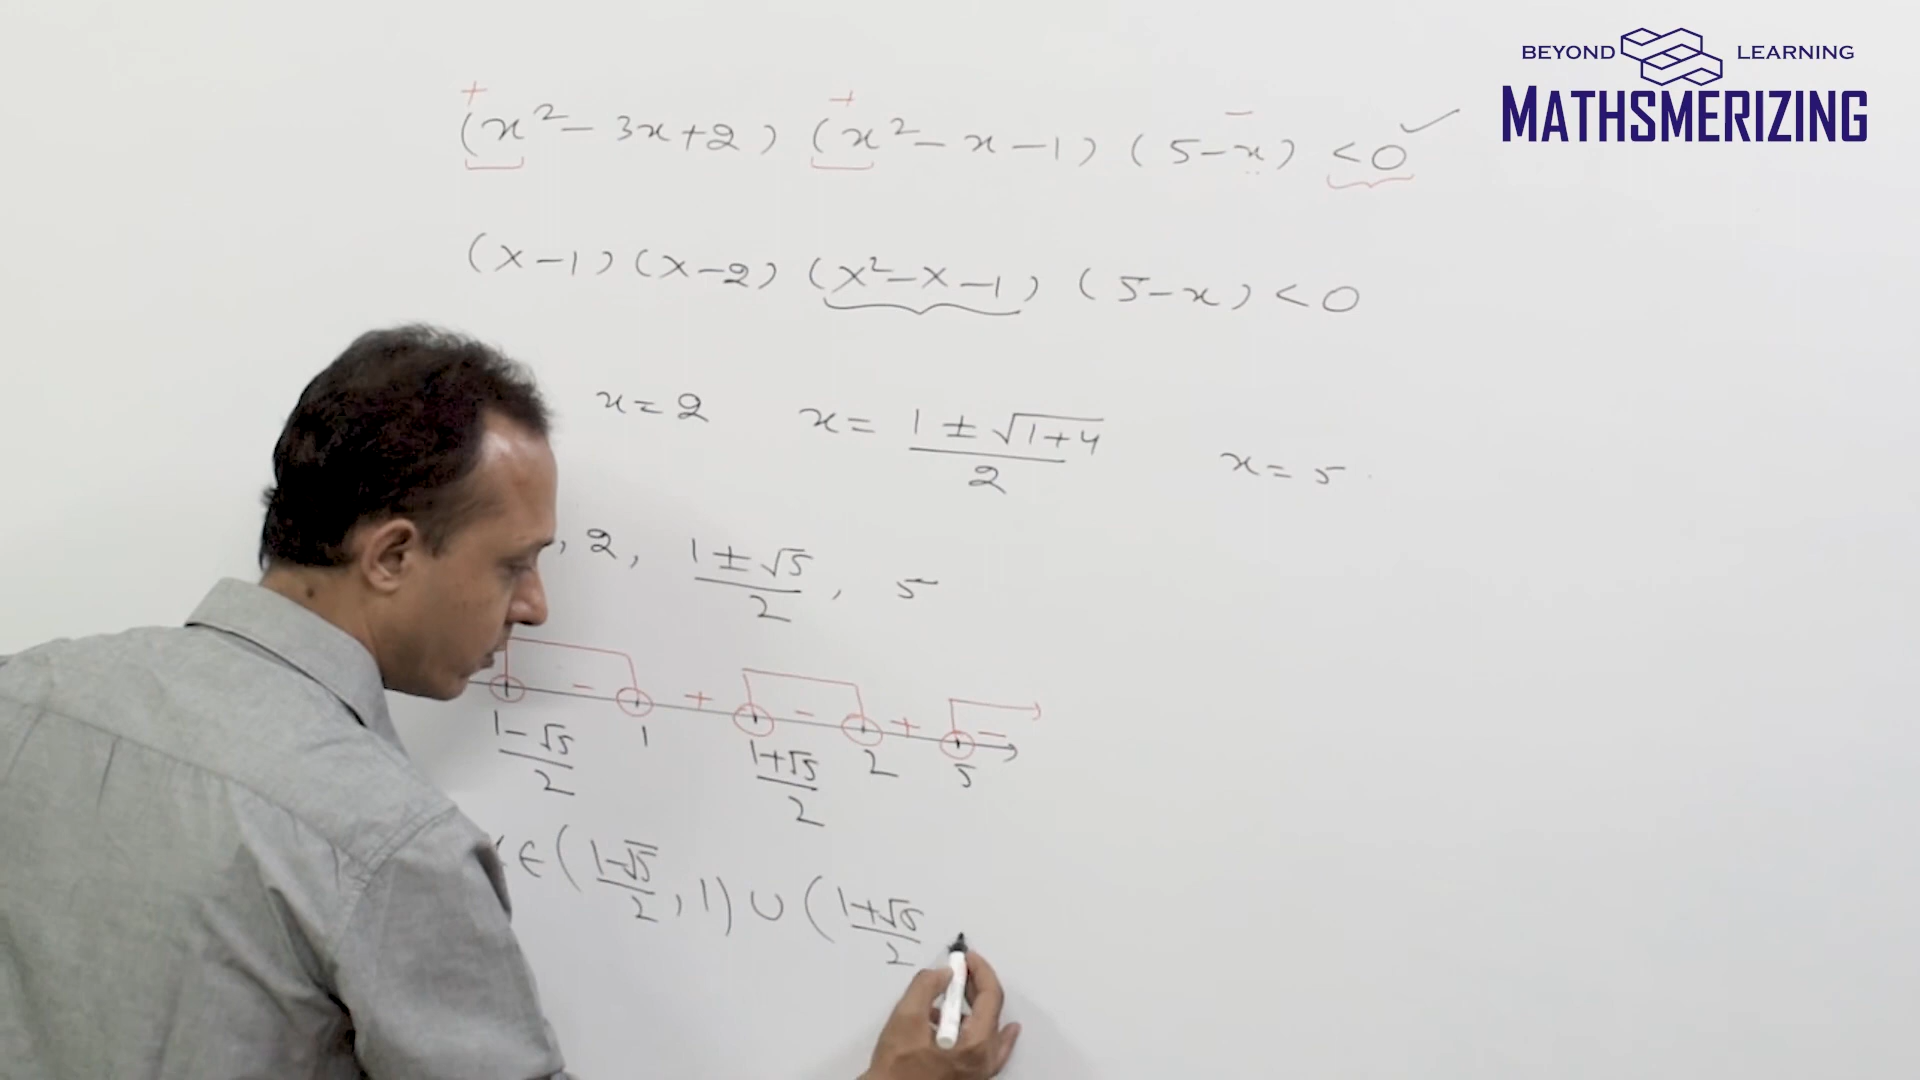 BEYOND LEARNING
MATHSMERIZING
+ + −
(x² − 3x + 2) (x² − x − 1) (5 − x) < 0 ✓
(x − 1) (x − 2) (x² − x − 1) (5 − x) < 0
x = 2 x = (1 ± √(1+4))/2 x = 5
, 2, (1 ± √5)/2, 5
− + − + −
(1 − √5)/2 1 (1 + √5)/2 2 5
∈ ((1−√5)/2, 1) ∪ ((1+√5)/2